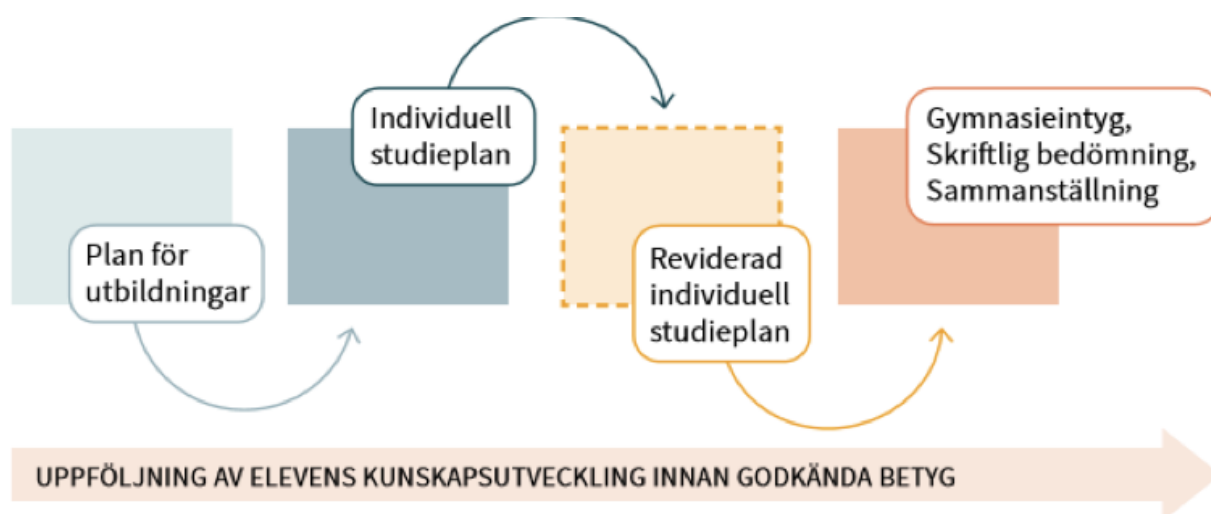 Plan för
utbildningar
Individuell
studieplan
Reviderad
individuell
studieplan
Gymnasieintyg,
Skriftlig bedömning,
Sammanställning
UPPFÖLJNING AV ELEVENS KUNSKAPSUTVECKLING INNAN GODKÄNDA BETYG